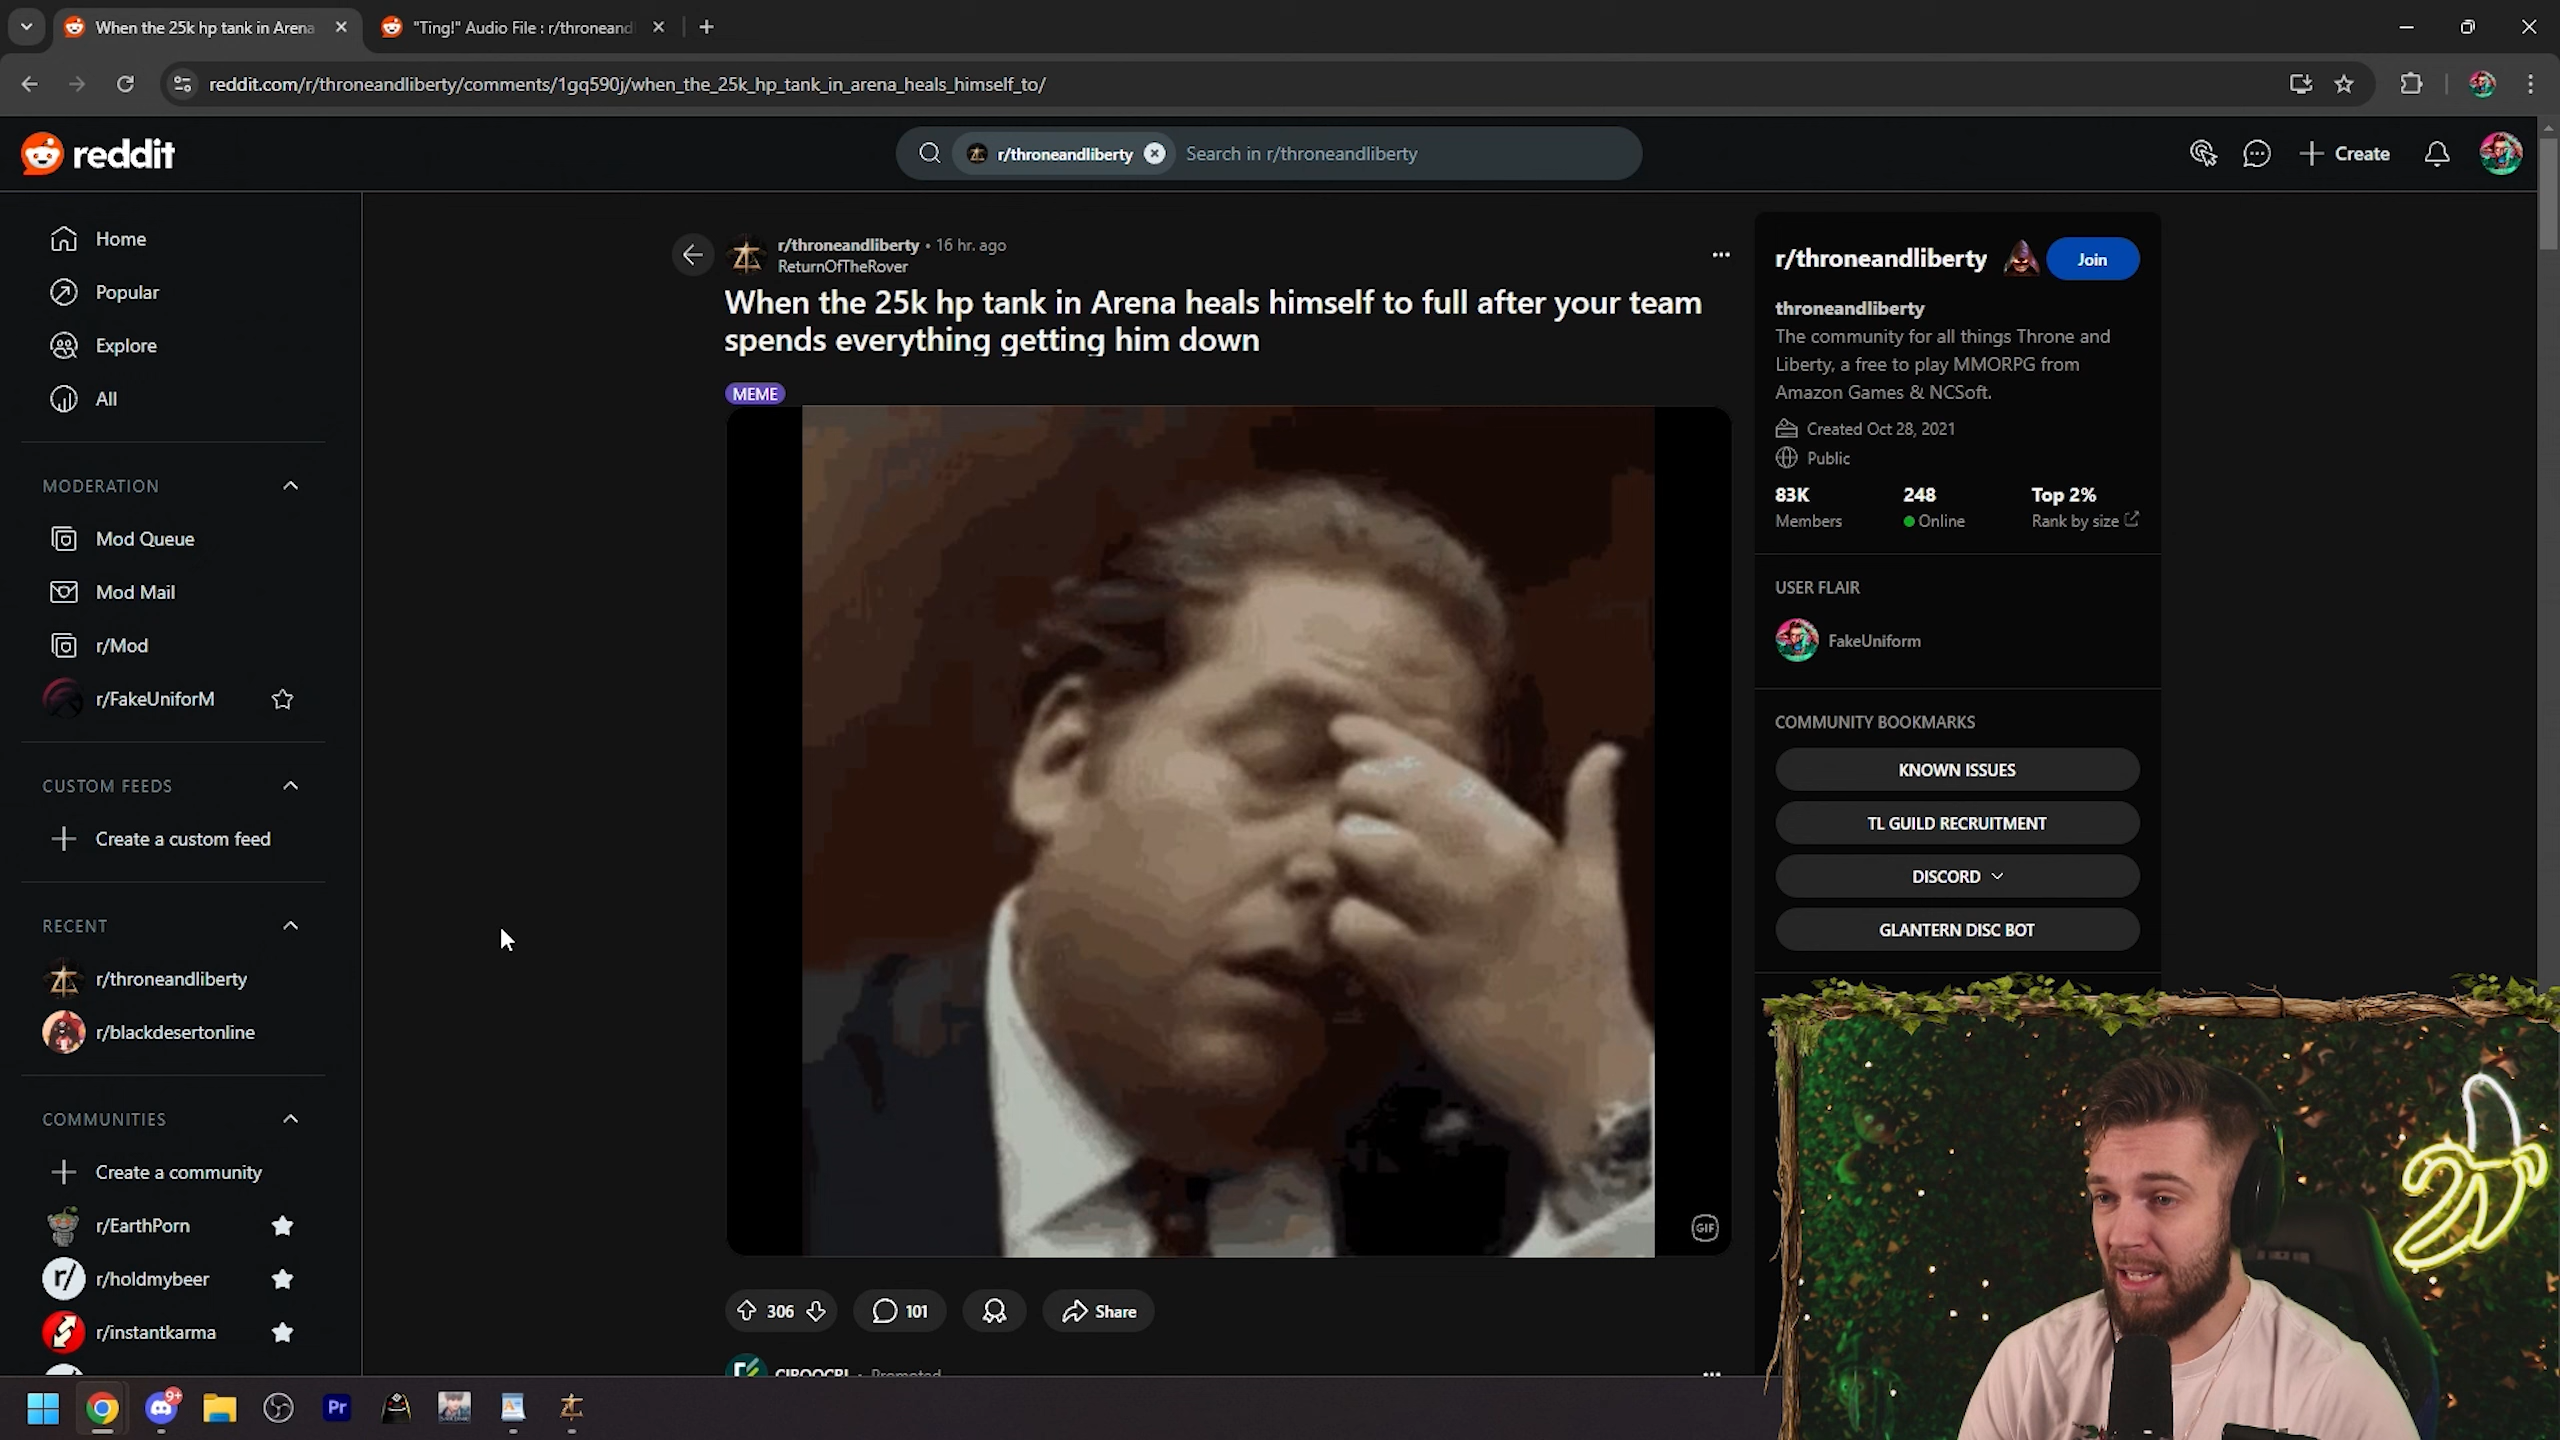 When the 25k hp tank in Arena
"Ting!" Audio File : r/throneand
reddit.com/r/throneandliberty/comments/1gq590j/when_the_25k_hp_tank_in_arena_heals_himself_to/
reddit
r/throneandliberty
Search in r/throneandliberty
Create
Home
Popular
Explore
All
MODERATION
Mod Queue
Mod Mail
r/Mod
r/FakeUniforM
CUSTOM FEEDS
Create a custom feed
RECENT
r/throneandliberty
r/blackdesertonline
COMMUNITIES
Create a community
r/EarthPorn
r/holdmybeer
r/instantkarma
r/throneandliberty • 16 hr. ago
ReturnOfTheRover
When the 25k hp tank in Arena heals himself to full after your team
spends everything getting him down
MEME
GIF
306
101
Share
Promoted
r/throneandliberty
Join
throneandliberty
The community for all things Throne and
Liberty, a free to play MMORPG from
Amazon Games & NCSoft.
Created Oct 28, 2021
Public
83K 248 Top 2%
Members Online Rank by size
USER FLAIR
FakeUniform
COMMUNITY BOOKMARKS
KNOWN ISSUES
TL GUILD RECRUITMENT
DISCORD
GLANTERN DISC BOT
9+
Pr